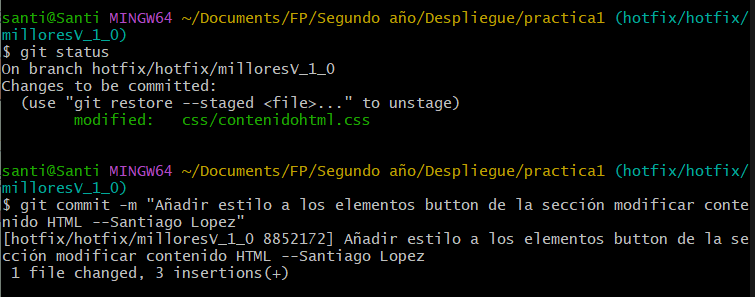 santi@Santi MINGW64 ~/Documents/FP/Segundo año/Despliegue/practica1 (hotfix/hotfix/
milloresV_1_0)
$ git status
On branch hotfix/hotfix/milloresV_1_0
Changes to be committed:
  (use "git restore --staged <file>..." to unstage)
        modified:   css/contenidohtml.css

santi@Santi MINGW64 ~/Documents/FP/Segundo año/Despliegue/practica1 (hotfix/hotfix/
milloresV_1_0)
$ git commit -m "Añadir estilo a los elementos button de la sección modificar conte
nido HTML --Santiago Lopez"
[hotfix/hotfix/milloresV_1_0 8852172] Añadir estilo a los elementos button de la se
cción modificar contenido HTML --Santiago Lopez
 1 file changed, 3 insertions(+)